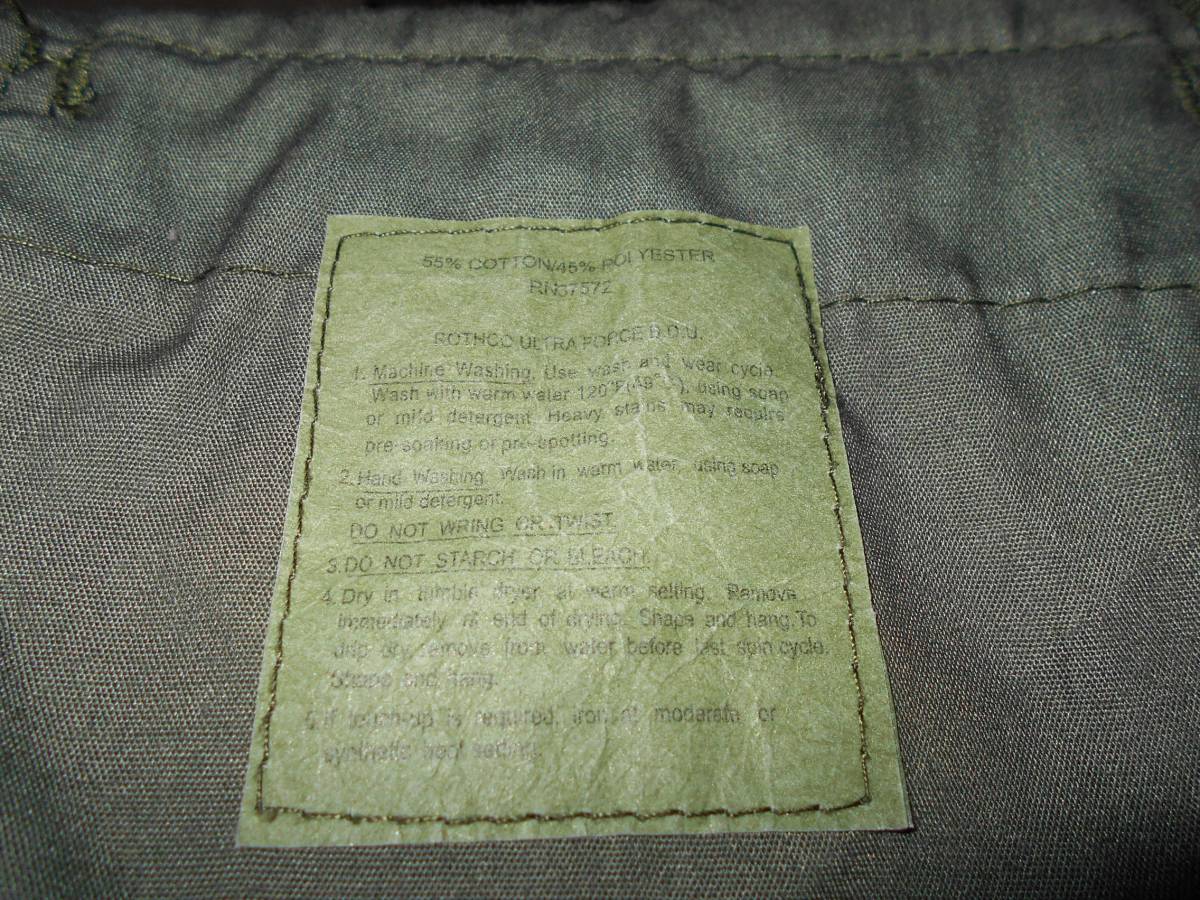 55% COTTON/45% POLYESTER
RN37572
ROTHCO ULTRA FORCE B.D.U.
1. Machine Washing. Use wash and wear cycle.
Wash with warm water 120°F(49°C), using soap
or mild detergent. Heavy stains may require
pre-soaking or pre-spotting.
2. Hand Washing. Wash in warm water, using soap
or mild detergent.
DO NOT WRING OR TWIST.
3. DO NOT STARCH OR BLEACH.
4. Dry in tumble dryer at warm setting. Remove
immediately at end of drying. Shape and hang. To
drip dry, remove from water before last spin cycle.
Shape and hang.
5. If touch-up is required, iron at moderate or
synthetic heat setting.